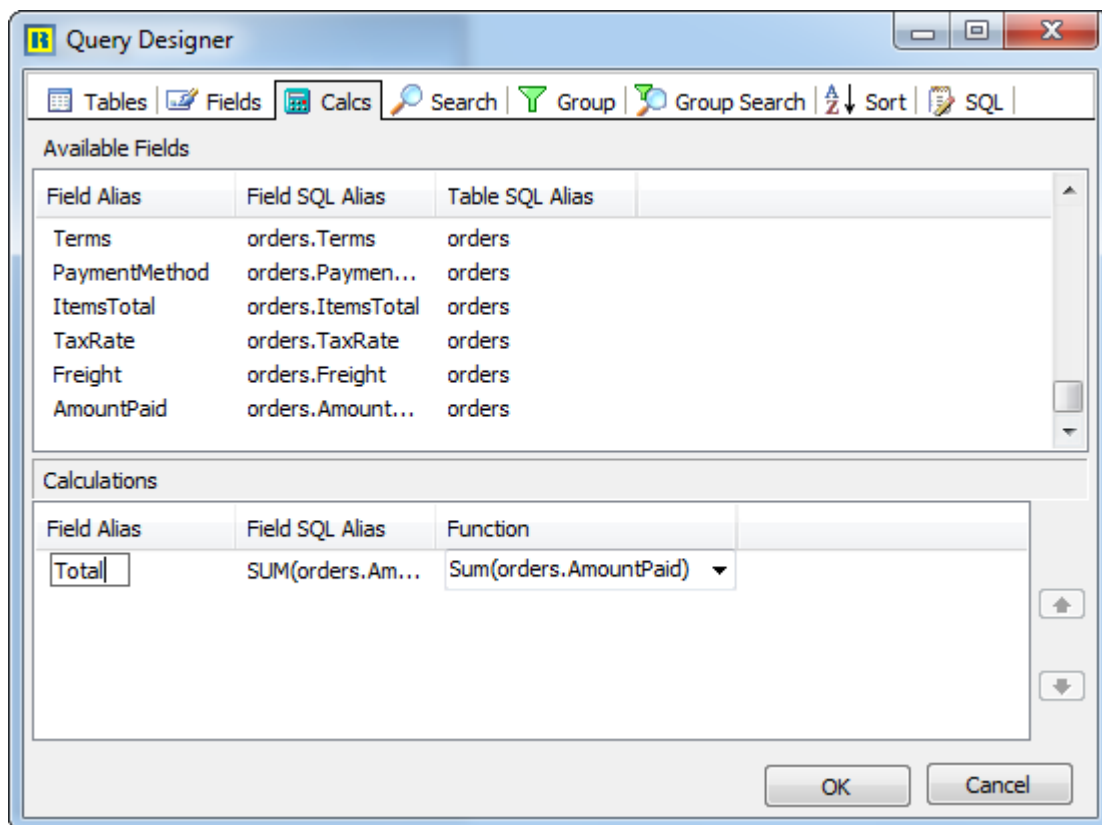 Query Designer
Tables Fields Calcs Search Group Group Search Sort SQL
Available Fields
Field Alias Field SQL Alias Table SQL Alias
Terms orders.Terms orders
PaymentMethod orders.Paymen... orders
ItemsTotal orders.ItemsTotal orders
TaxRate orders.TaxRate orders
Freight orders.Freight orders
AmountPaid orders.Amount... orders
Calculations
Field Alias Field SQL Alias Function
Total SUM(orders.Am... Sum(orders.AmountPaid)
OK Cancel